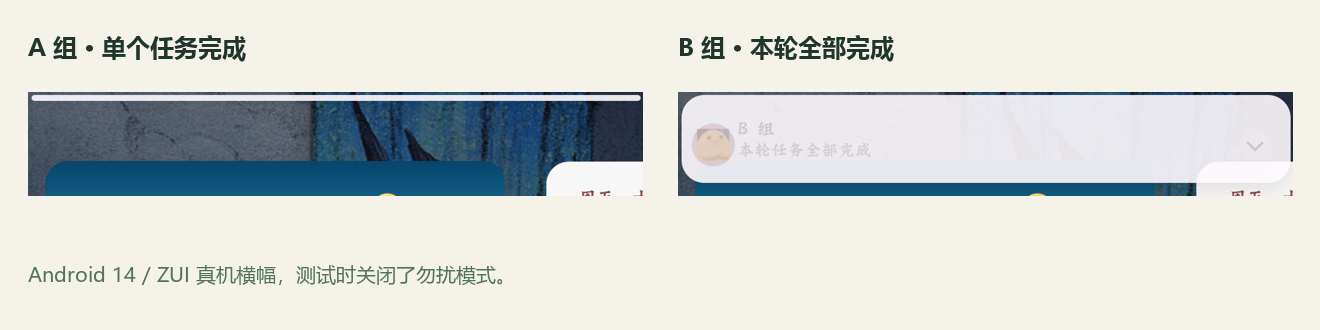 A 组 • 单个任务完成
B 组 • 本轮全部完成
B 组
本轮任务全部完成
Android 14 / ZUI 真机横幅，测试时关闭了勿扰模式。